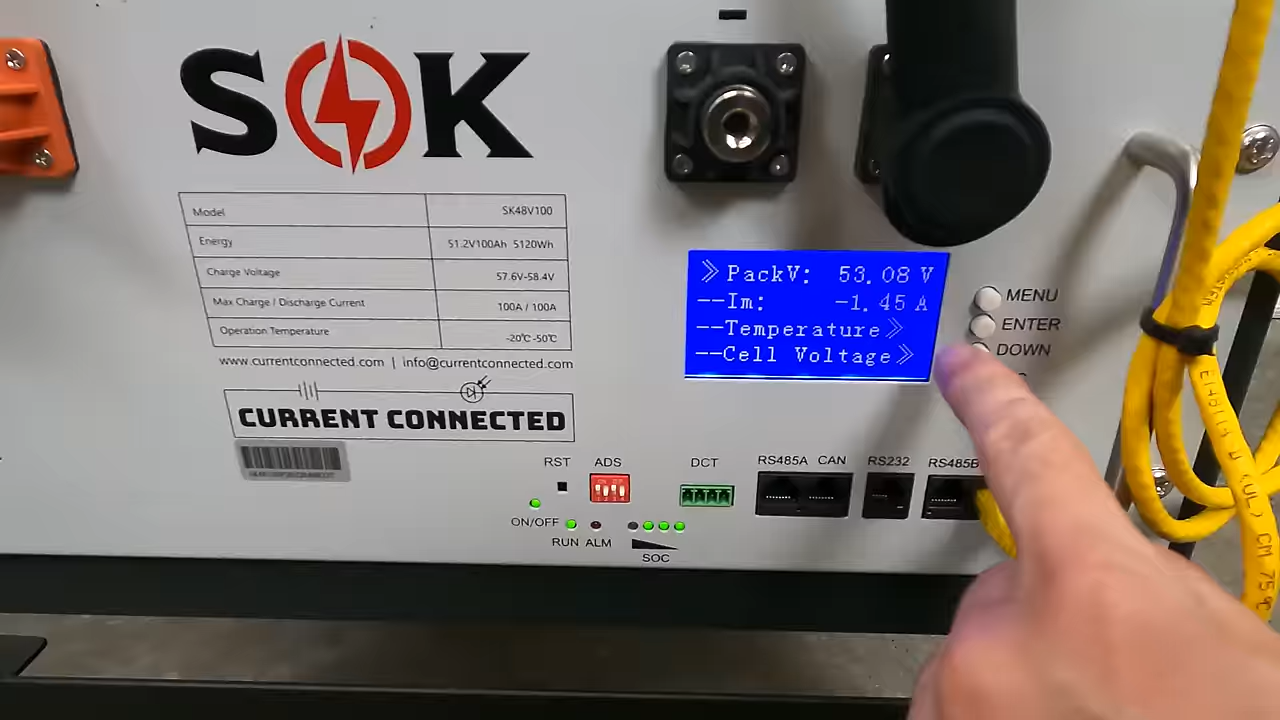 SOK
Model SK48V100
Energy 51.2V100Ah 5120Wh
Charge Voltage 57.6V-58.4V
Max Charge / Discharge Current 100A / 100A
Operation Temperature -20℃-50℃
www.currentconnected.com | info@currentconnected.com
CURRENT CONNECTED
PackV: 53.08 V
--Im: -1.45 A
--Temperature
--Cell Voltage
MENU
ENTER
DOWN
RST ADS DCT RS485A CAN RS232 RS485B
ON/OFF
RUN ALM
SOC